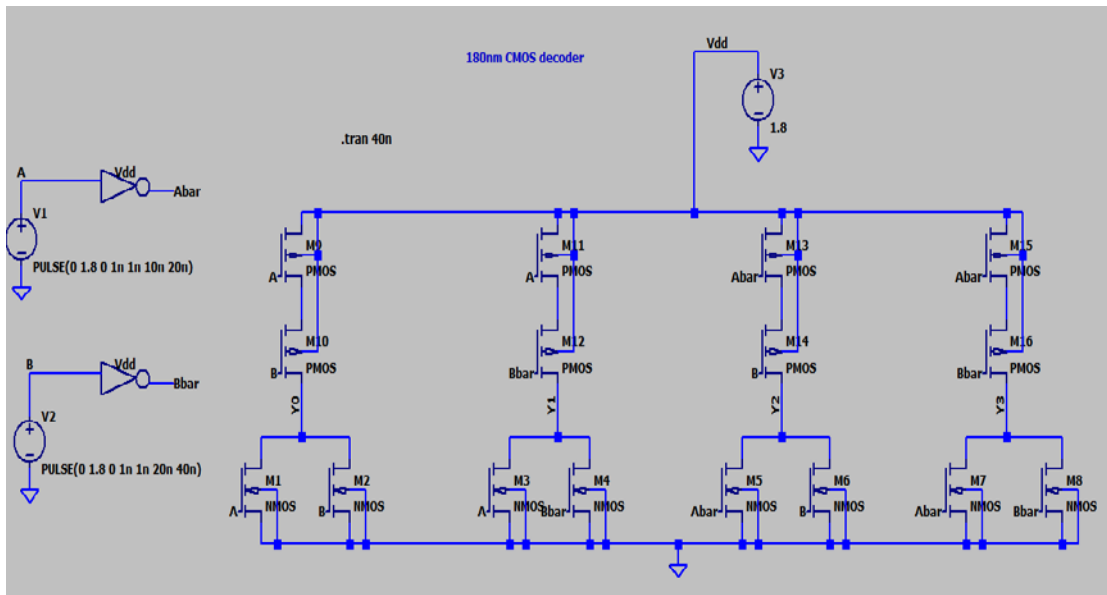 Vdd
180nm CMOS decoder
V3
1.8
.tran 40n
A
Vdd
Abar
V1
PULSE(0 1.8 0 1n 1n 10n 20n)
B
Vdd
Bbar
V2
PULSE(0 1.8 0 1n 1n 20n 40n)
M9
PMOS
A
M11
PMOS
A
M13
PMOS
Abar
M15
PMOS
Abar
M10
PMOS
B
M12
PMOS
Bbar
M14
PMOS
B
M16
PMOS
Bbar
Y0
Y1
Y2
Y3
M1
NMOS
A
M2
NMOS
B
M3
NMOS
A
M4
NMOS
Bbar
M5
NMOS
Abar
M6
NMOS
B
M7
NMOS
Abar
M8
NMOS
Bbar